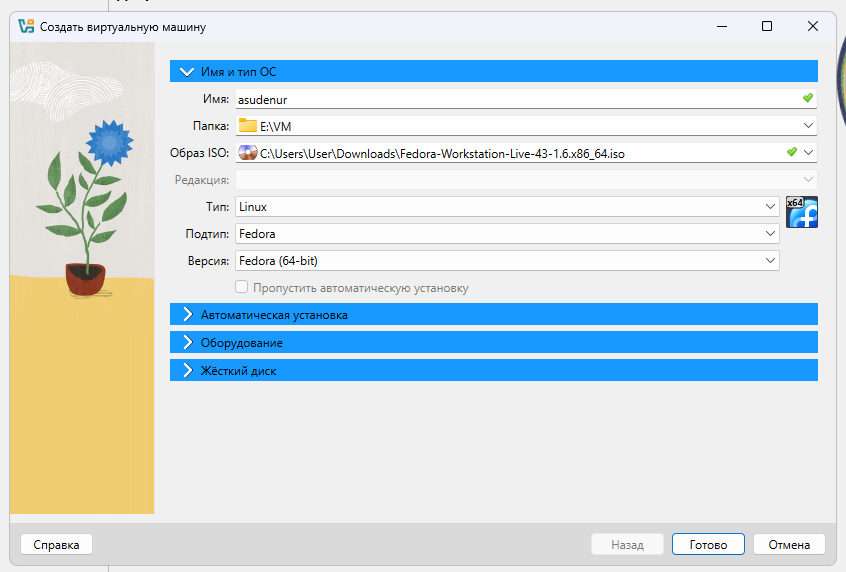 Создать виртуальную машину
Имя и тип ОС
Имя: asudenur
Папка: E:\VM
Образ ISO: C:\Users\User\Downloads\Fedora-Workstation-Live-43-1.6.x86_64.iso
Редакция:
Тип: Linux
x64
Подтип: Fedora
Версия: Fedora (64-bit)
Пропустить автоматическую установку
Автоматическая установка
Оборудование
Жёсткий диск
Справка Назад Готово Отмена